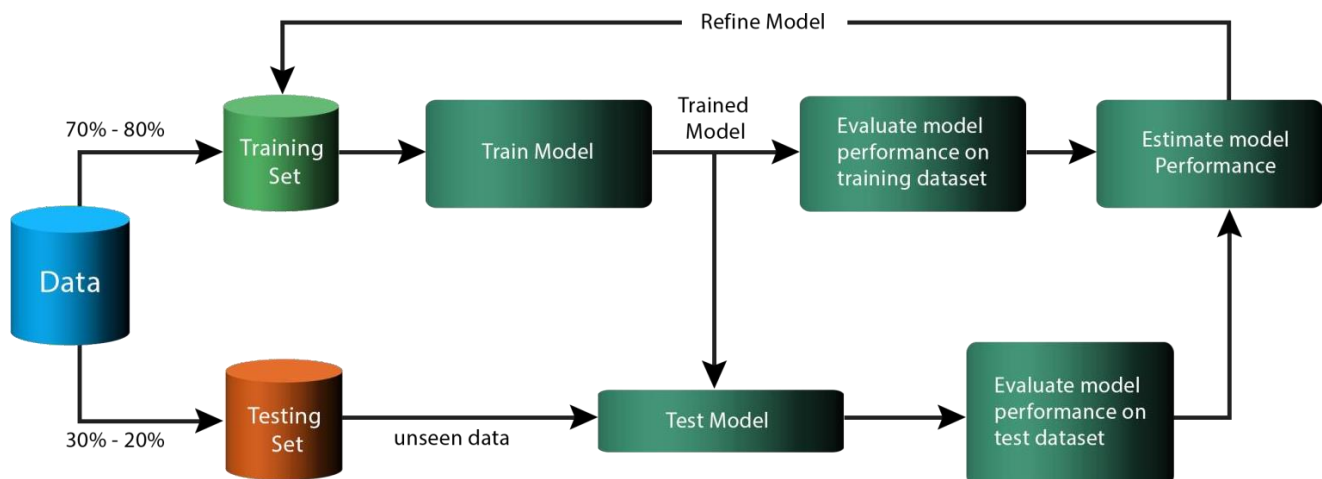 Refine Model
70% - 80%
Training
Set
Train Model
Trained
Model
Evaluate model
performance on
training dataset
Estimate model
Performance
Data
30% - 20%
Testing
Set
unseen data
Test Model
Evaluate model
performance on
test dataset